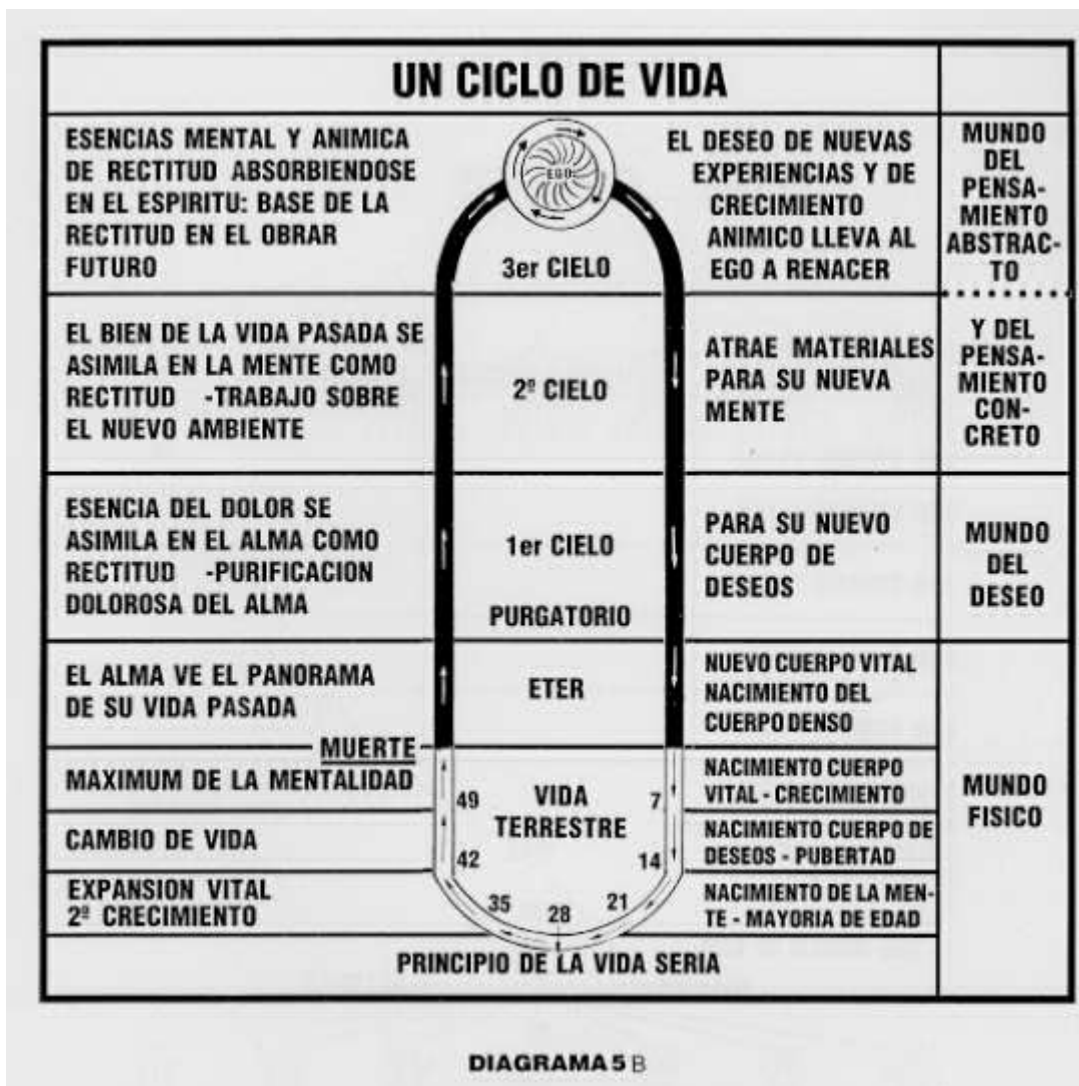 UN CICLO DE VIDA
ESENCIAS MENTAL Y ANIMICA
DE RECTITUD ABSORBIENDOSE
EN EL ESPIRITU: BASE DE LA
RECTITUD EN EL OBRAR
FUTURO
EGO
3er CIELO
EL DESEO DE NUEVAS
EXPERIENCIAS Y DE
CRECIMIENTO
ANIMICO LLEVA AL
EGO A RENACER
MUNDO
DEL
PENSA-
MIENTO
ABSTRAC-
TO
EL BIEN DE LA VIDA PASADA SE
ASIMILA EN LA MENTE COMO
RECTITUD -TRABAJO SOBRE
EL NUEVO AMBIENTE
2º CIELO
ATRAE MATERIALES
PARA SU NUEVA
MENTE
Y DEL
PENSA-
MIENTO
CON-
CRETO
ESENCIA DEL DOLOR SE
ASIMILA EN EL ALMA COMO
RECTITUD -PURIFICACION
DOLOROSA DEL ALMA
1er CIELO
PURGATORIO
PARA SU NUEVO
CUERPO DE
DESEOS
MUNDO
DEL
DESEO
EL ALMA VE EL PANORAMA
DE SU VIDA PASADA
ETER
NUEVO CUERPO VITAL
NACIMIENTO DEL
CUERPO DENSO
MUERTE
MAXIMUM DE LA MENTALIDAD
49
VIDA
TERRESTRE
7
NACIMIENTO CUERPO
VITAL - CRECIMIENTO
MUNDO
FISICO
CAMBIO DE VIDA
42
14
NACIMIENTO CUERPO DE
DESEOS - PUBERTAD
EXPANSION VITAL
2º CRECIMIENTO
35
28
21
NACIMIENTO DE LA MEN-
TE - MAYORIA DE EDAD
PRINCIPIO DE LA VIDA SERIA
DIAGRAMA 5 B